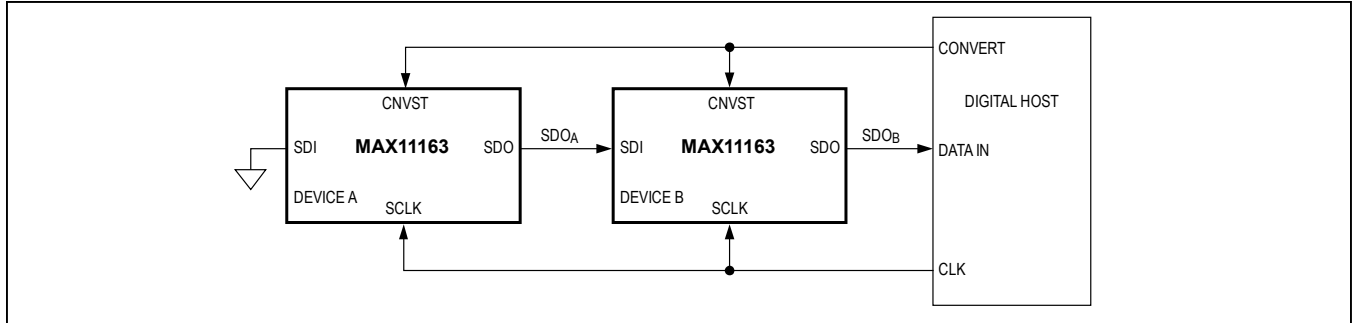 CONVERT
DIGITAL HOST
DATA IN
CLK
CNVST
SDI
MAX11163
SDO
DEVICE A
SCLK
SDOA
CNVST
SDI
MAX11163
SDO
DEVICE B
SCLK
SDOB